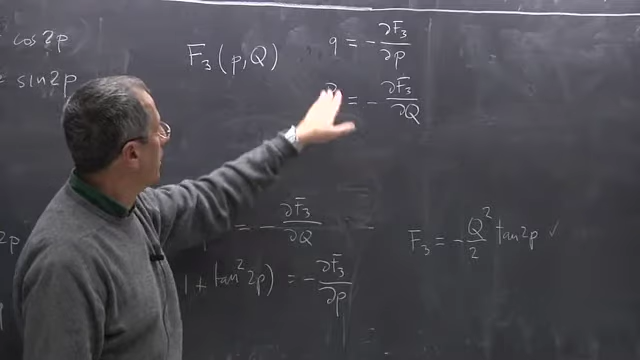 cos 2p
= sin 2p
F₃(p,Q)
q = -∂F₃/∂p
= -∂F₃/∂Q
= -∂F₃/∂Q
2p
1 + tan² 2p) = -∂F₃/∂p
F₃ = -Q²/2 tan 2p ✓